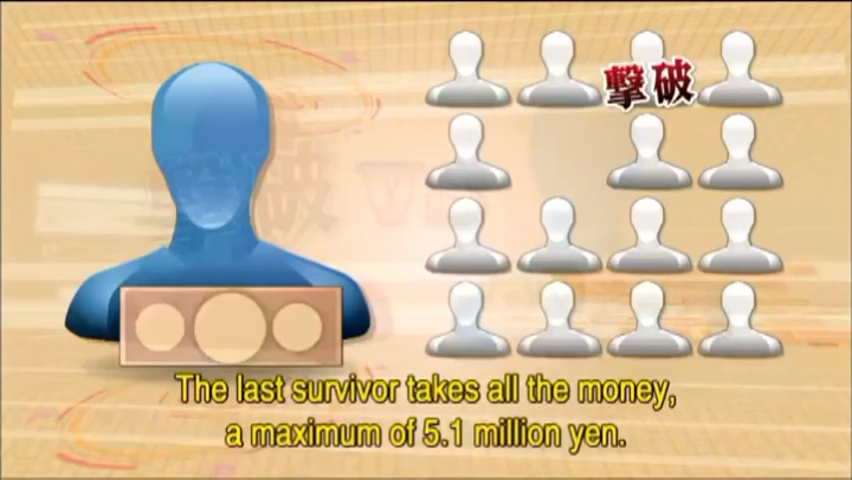 撃破
The last survivor takes all the money,
a maximum of 5.1 million yen.